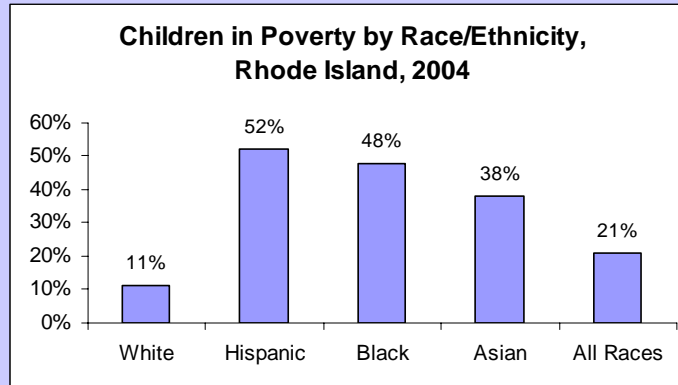 Children in Poverty by Race/Ethnicity,
Rhode Island, 2004
60%
50%
40%
30%
20%
10%
0%
11%
52%
48%
38%
21%
White
Hispanic
Black
Asian
All Races